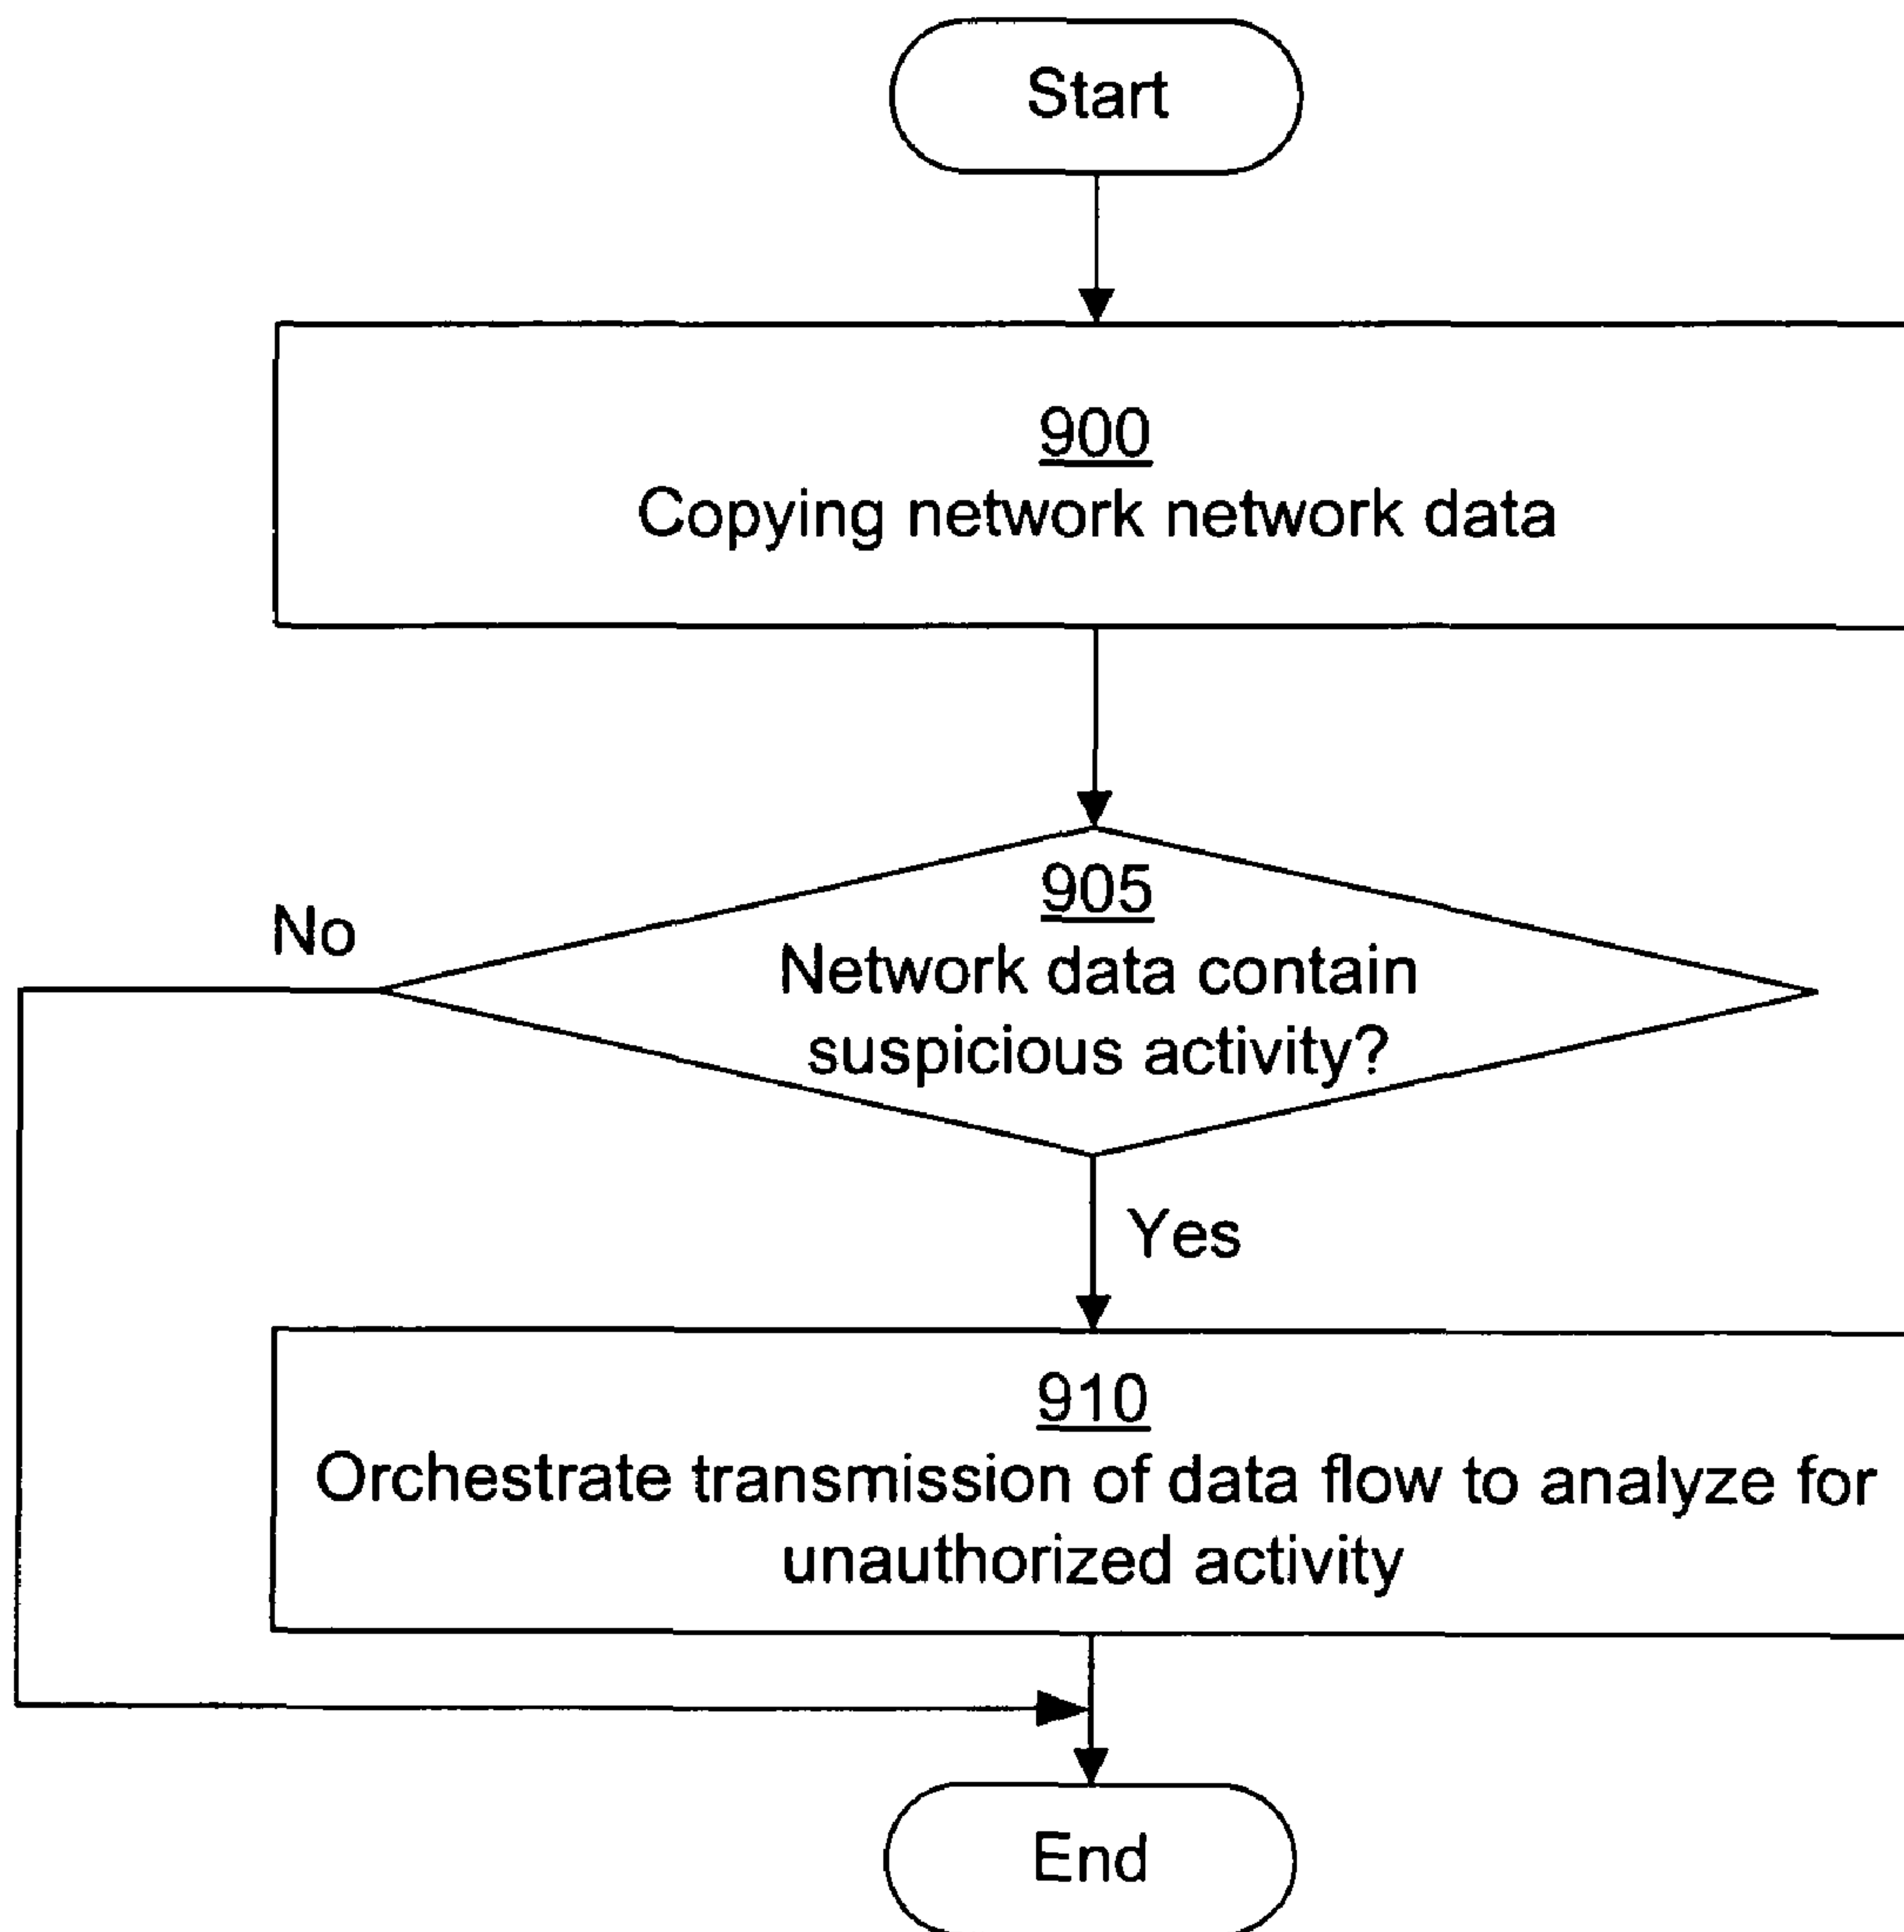 Start
900
Copying network network data
905
Network data contain
suspicious activity?
No
Yes
910
Orchestrate transmission of data flow to analyze for
unauthorized activity
End